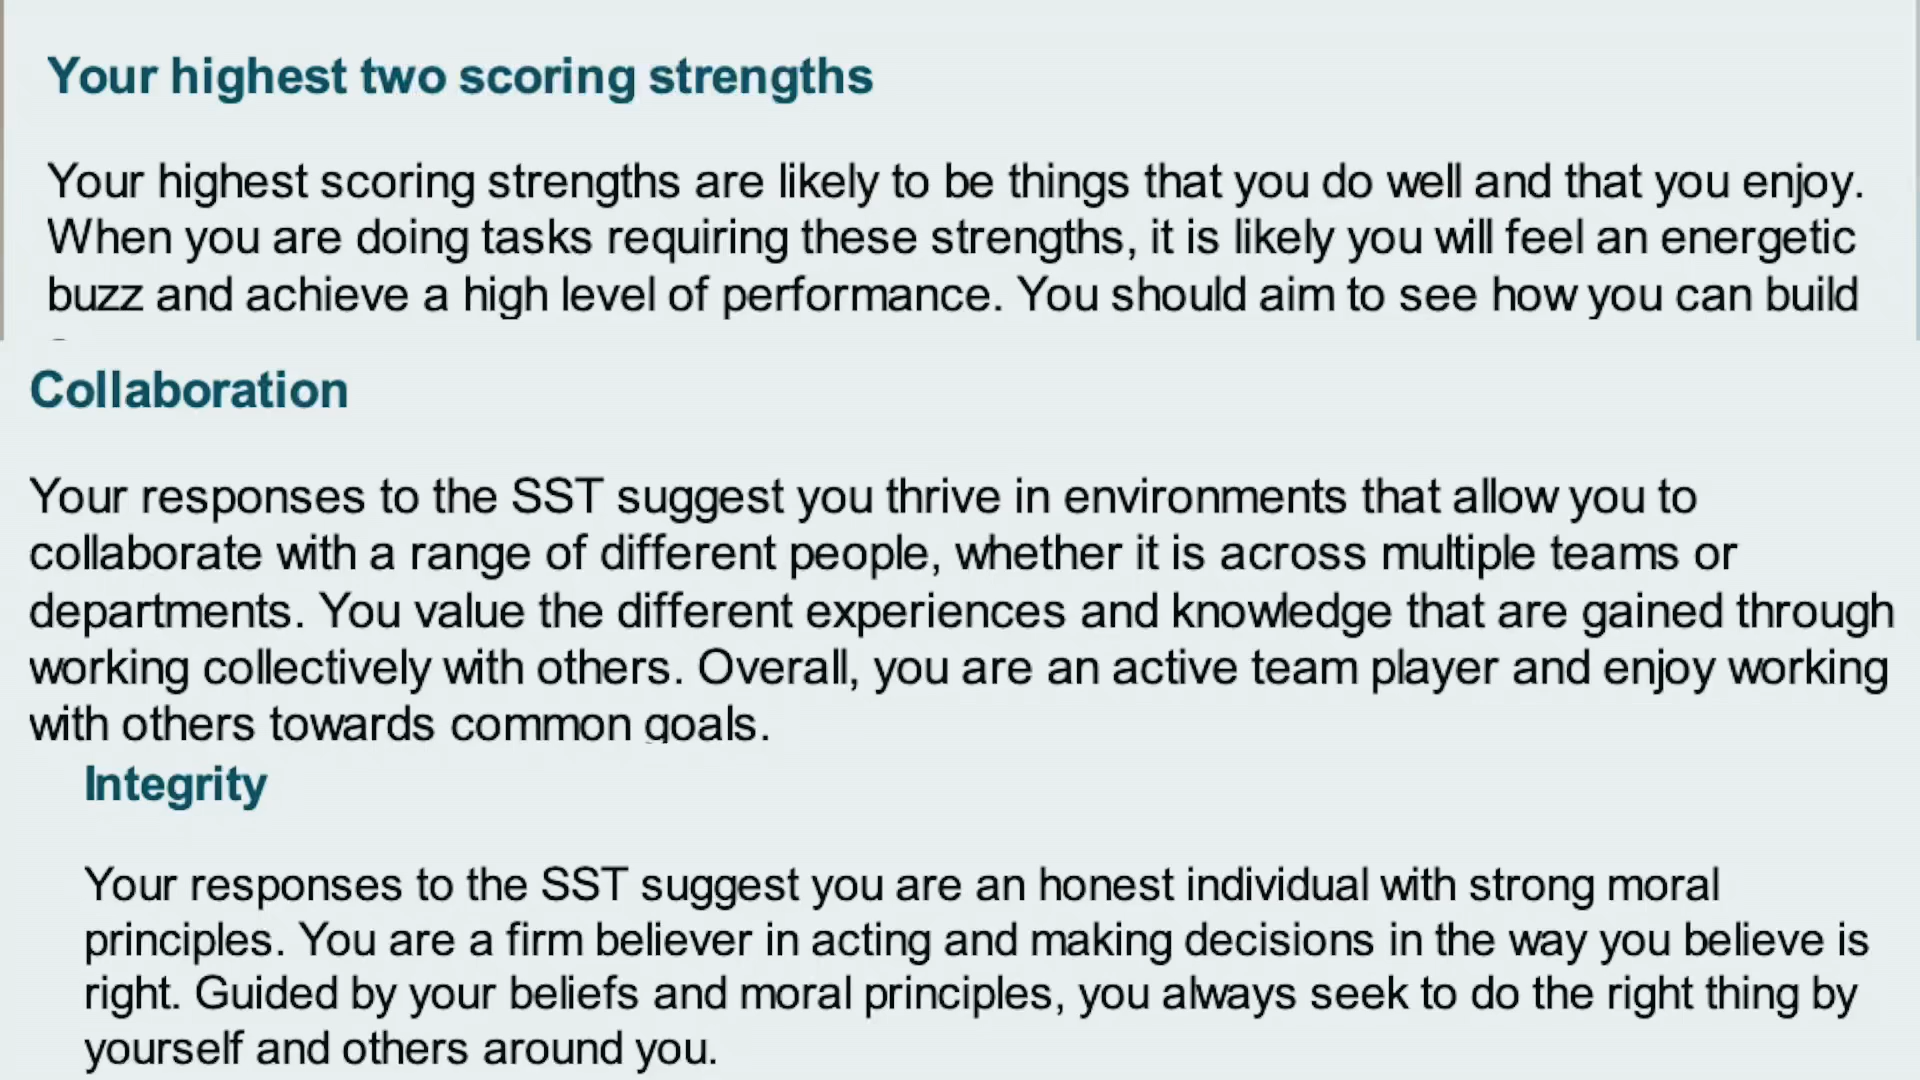 Your highest two scoring strengths
Your highest scoring strengths are likely to be things that you do well and that you enjoy.
When you are doing tasks requiring these strengths, it is likely you will feel an energetic
buzz and achieve a high level of performance. You should aim to see how you can build
Collaboration
Your responses to the SST suggest you thrive in environments that allow you to
collaborate with a range of different people, whether it is across multiple teams or
departments. You value the different experiences and knowledge that are gained through
working collectively with others. Overall, you are an active team player and enjoy working
with others towards common goals.
Integrity
Your responses to the SST suggest you are an honest individual with strong moral
principles. You are a firm believer in acting and making decisions in the way you believe is
right. Guided by your beliefs and moral principles, you always seek to do the right thing by
yourself and others around you.